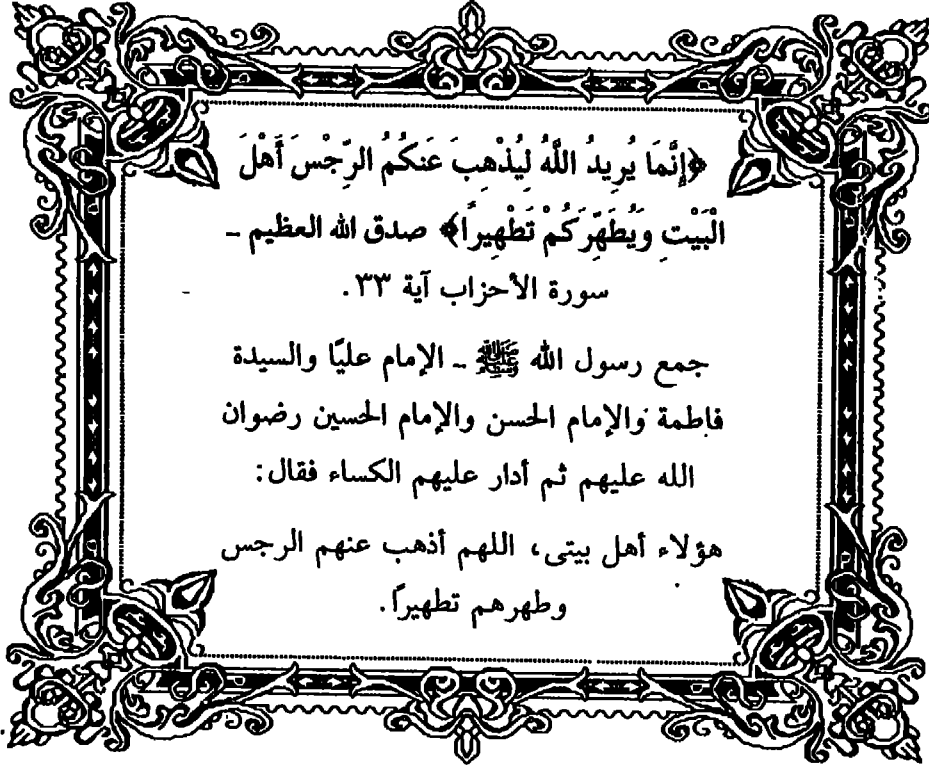 ﴿إِنَّمَا يُرِيدُ اللَّهُ لِيُذْهِبَ عَنكُمُ الرِّجْسَ أَهْلَ
الْبَيْتِ وَيُطَهِّرَكُمْ تَطْهِيرًا﴾ صدق الله العظيم ـ
سورة الأحزاب آية ٣٣.
جمع رسول الله ﷺ ـ الإمام عليًا والسيدة
فاطمة والإمام الحسن والإمام الحسين رضوان
الله عليهم ثم أدار عليهم الكساء فقال:
هؤلاء أهل بيتى، اللهم أذهب عنهم الرجس
وطهرهم تطهيرًا.